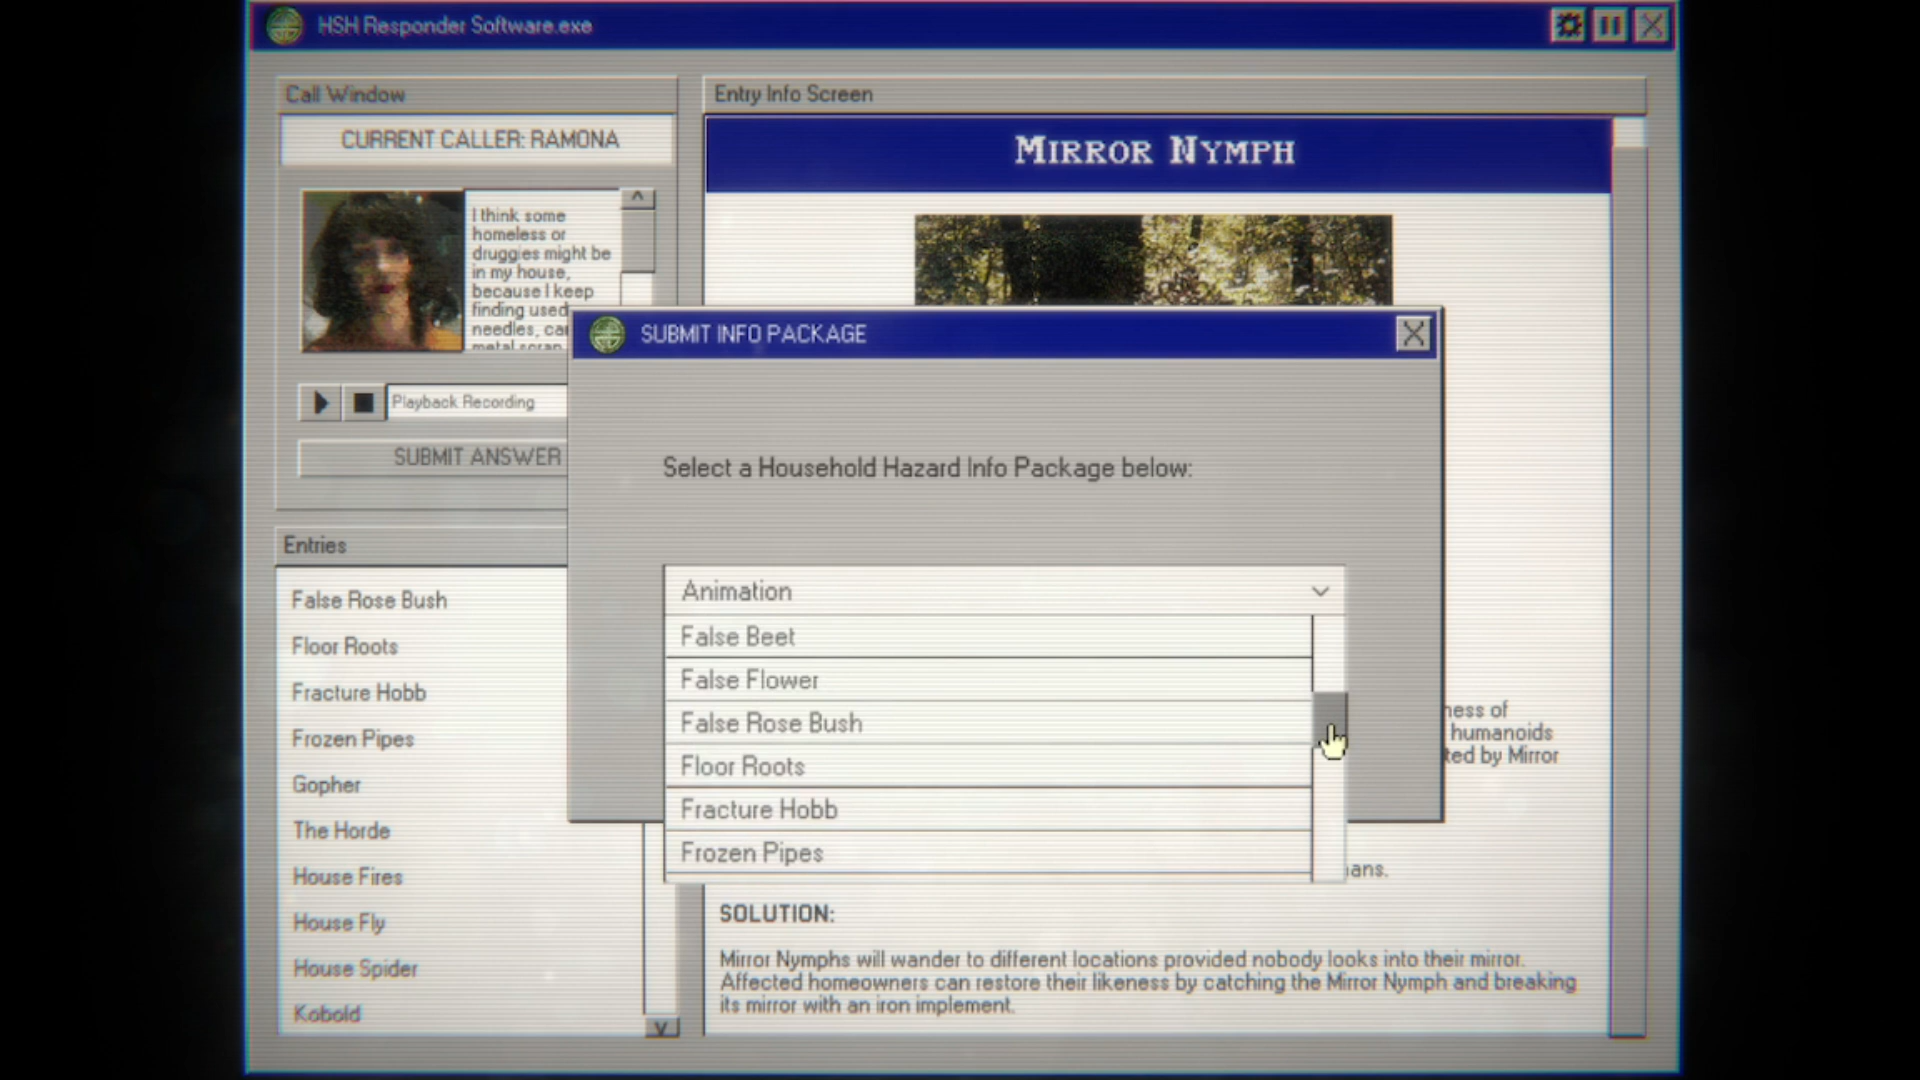 HSH Responder Software.exe
Call Window
CURRENT CALLER: RAMONA
I think some
homeless or
druggies might be
in my house,
because I keep
finding used
needles,
metal scrap
Playback Recording
SUBMIT ANSWER
Entries
False Rose Bush
Floor Roots
Fracture Hobb
Frozen Pipes
Gopher
The Horde
House Fires
House Fly
House Spider
Kobold
Entry Info Screen
MIRROR NYMPH
SUBMIT INFO PACKAGE
Select a Household Hazard Info Package below:
Animation
False Beet
False Flower
False Rose Bush
Floor Roots
Fracture Hobb
Frozen Pipes
of
humanoids
by Mirror
SOLUTION:
Mirror Nymphs will wander to different locations provided nobody looks into their mirror.
Affected homeowners can restore their likeness by catching the Mirror Nymph and breaking
its mirror with an iron implement.